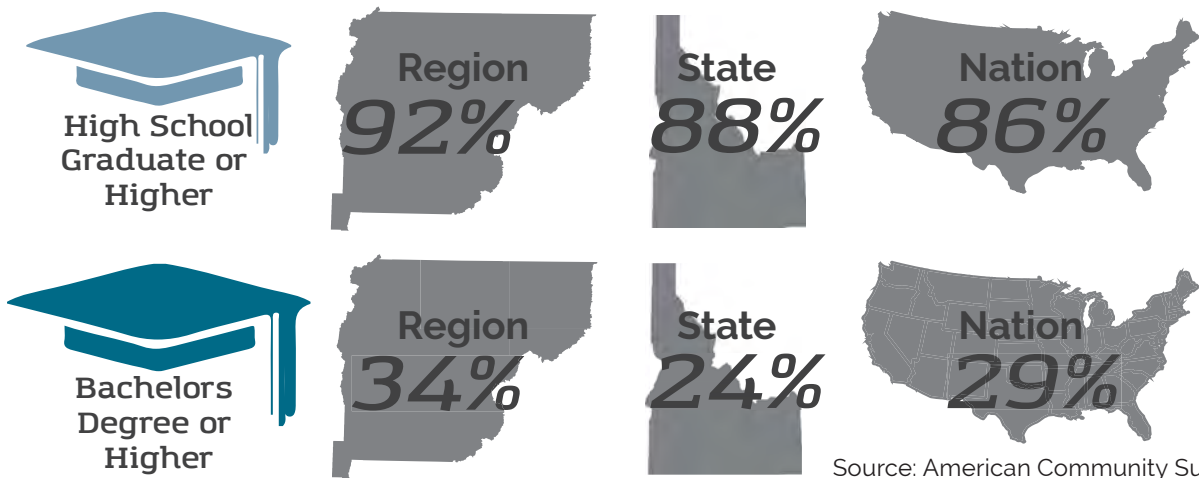 High School
Graduate or
Higher
Region
92%
State
88%
Nation
86%
Bachelors
Degree or
Higher
Region
34%
State
24%
Nation
29%
Source: American Community